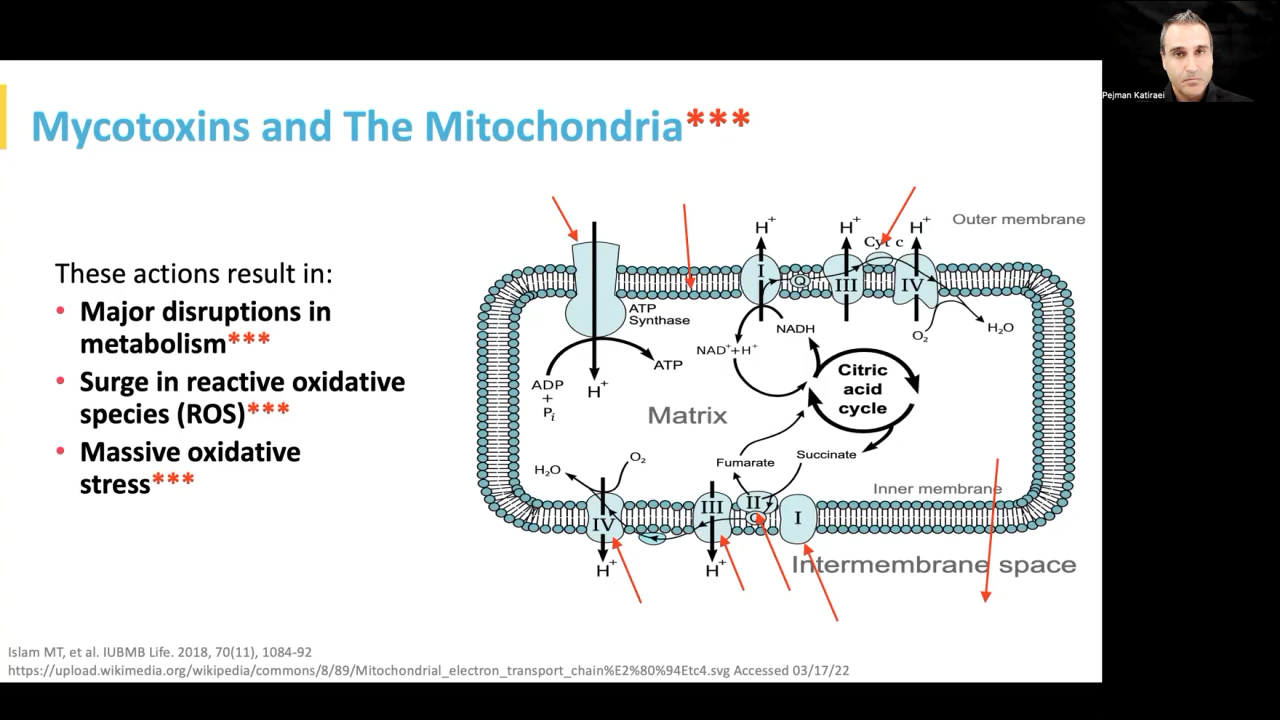 Pejman Katiraei
Mycotoxins and The Mitochondria***
These actions result in:
• Major disruptions in
metabolism***
• Surge in reactive oxidative
species (ROS)***
• Massive oxidative
stress***
H+ H+ H+
Outer membrane
Cyt c
I Q III IV
ATP
Synthase
NADH
O2 H2O
NAD+ +H+
ATP
ADP
+
Pi
H+
Citric
acid
cycle
Matrix
Succinate
Fumarate
H2O O2
Inner membrane
IV III II Q I
H+ H+
Intermembrane space
Islam MT, et al. IUBMB Life. 2018, 70(11), 1084-92
https://upload.wikimedia.org/wikipedia/commons/8/89/Mitochondrial_electron_transport_chain%E2%80%94Etc4.svg Accessed 03/17/22